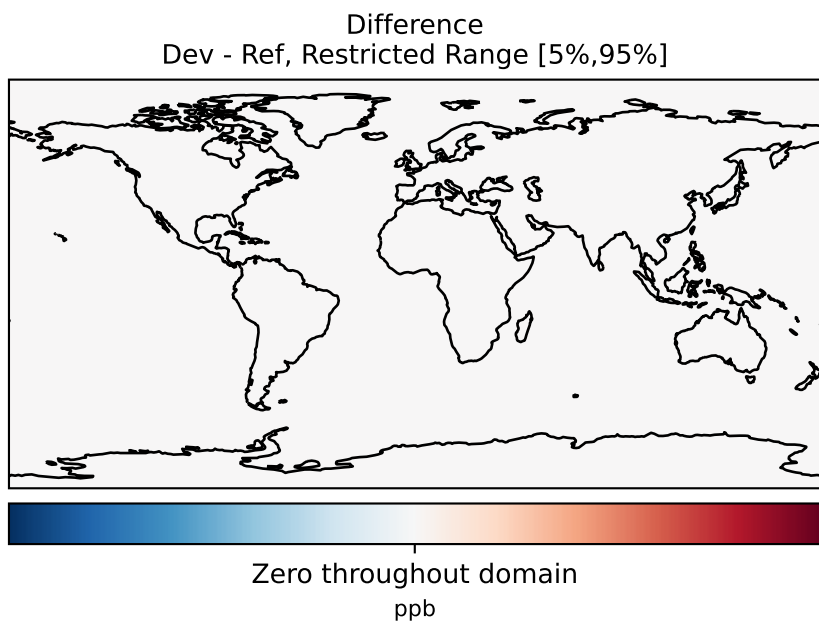 Difference
Dev - Ref, Restricted Range [5%,95%]
Zero throughout domain
ppb